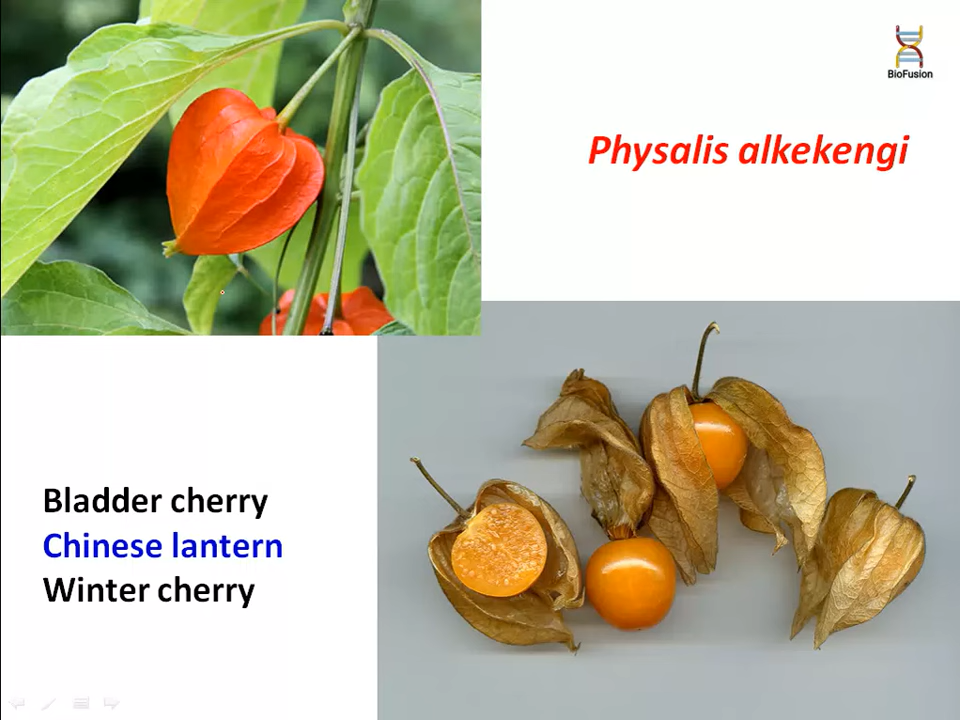 BioFusion
Physalis alkekengi
Bladder cherry
Chinese lantern
Winter cherry